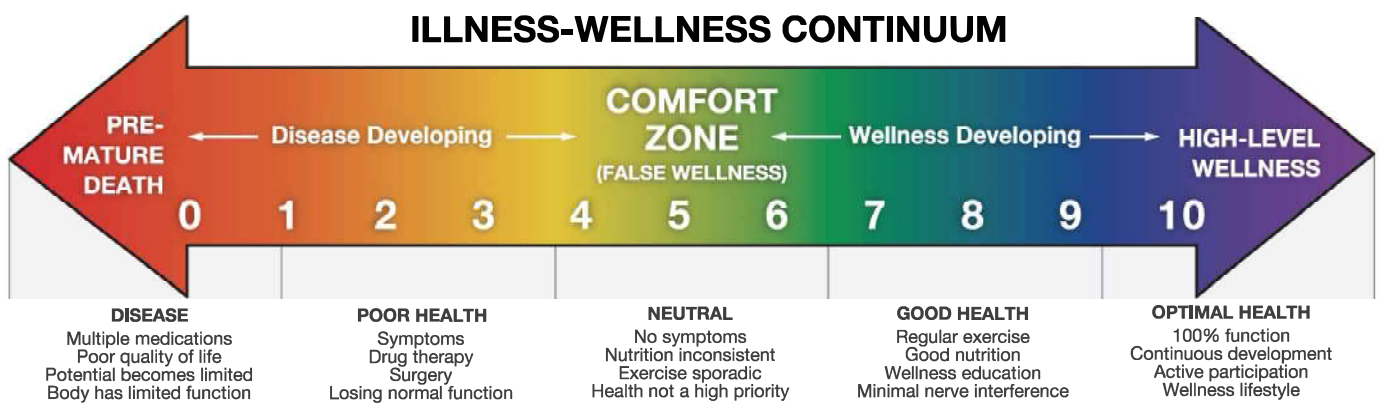 ILLNESS-WELLNESS CONTINUUM
PRE-
MATURE
DEATH
Disease Developing
COMFORT
ZONE
(FALSE WELLNESS)
Wellness Developing
HIGH-LEVEL
WELLNESS
0 1 2 3 4 5 6 7 8 9 10
DISEASE
Multiple medications
Poor quality of life
Potential becomes limited
Body has limited function
POOR HEALTH
Symptoms
Drug therapy
Surgery
Losing normal function
NEUTRAL
No symptoms
Nutrition inconsistent
Exercise sporadic
Health not a high priority
GOOD HEALTH
Regular exercise
Good nutrition
Wellness education
Minimal nerve interference
OPTIMAL HEALTH
100% function
Continuous development
Active participation
Wellness lifestyle